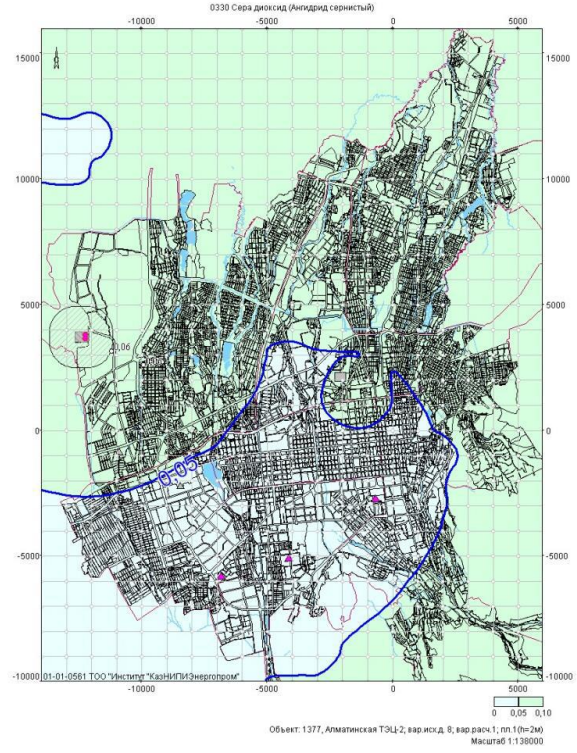 0330 Сера диоксид (Ангидрид сернистый)
-10000 -5000 0 5000
15000 15000
10000 10000
5000 5000
0,06
0,05
0 0
-5000 -5000
-10000 01-01-0561 ТОО "Институт "КазНИПИЭнергопром" -10000
-10000 -5000 0 5000
0 0,05 0,10
Объект: 1377, Алматинская ТЭЦ-2; вар.исх.д. 8; вар.расч.1; пл.1(h=2м)
Масштаб 1:138000